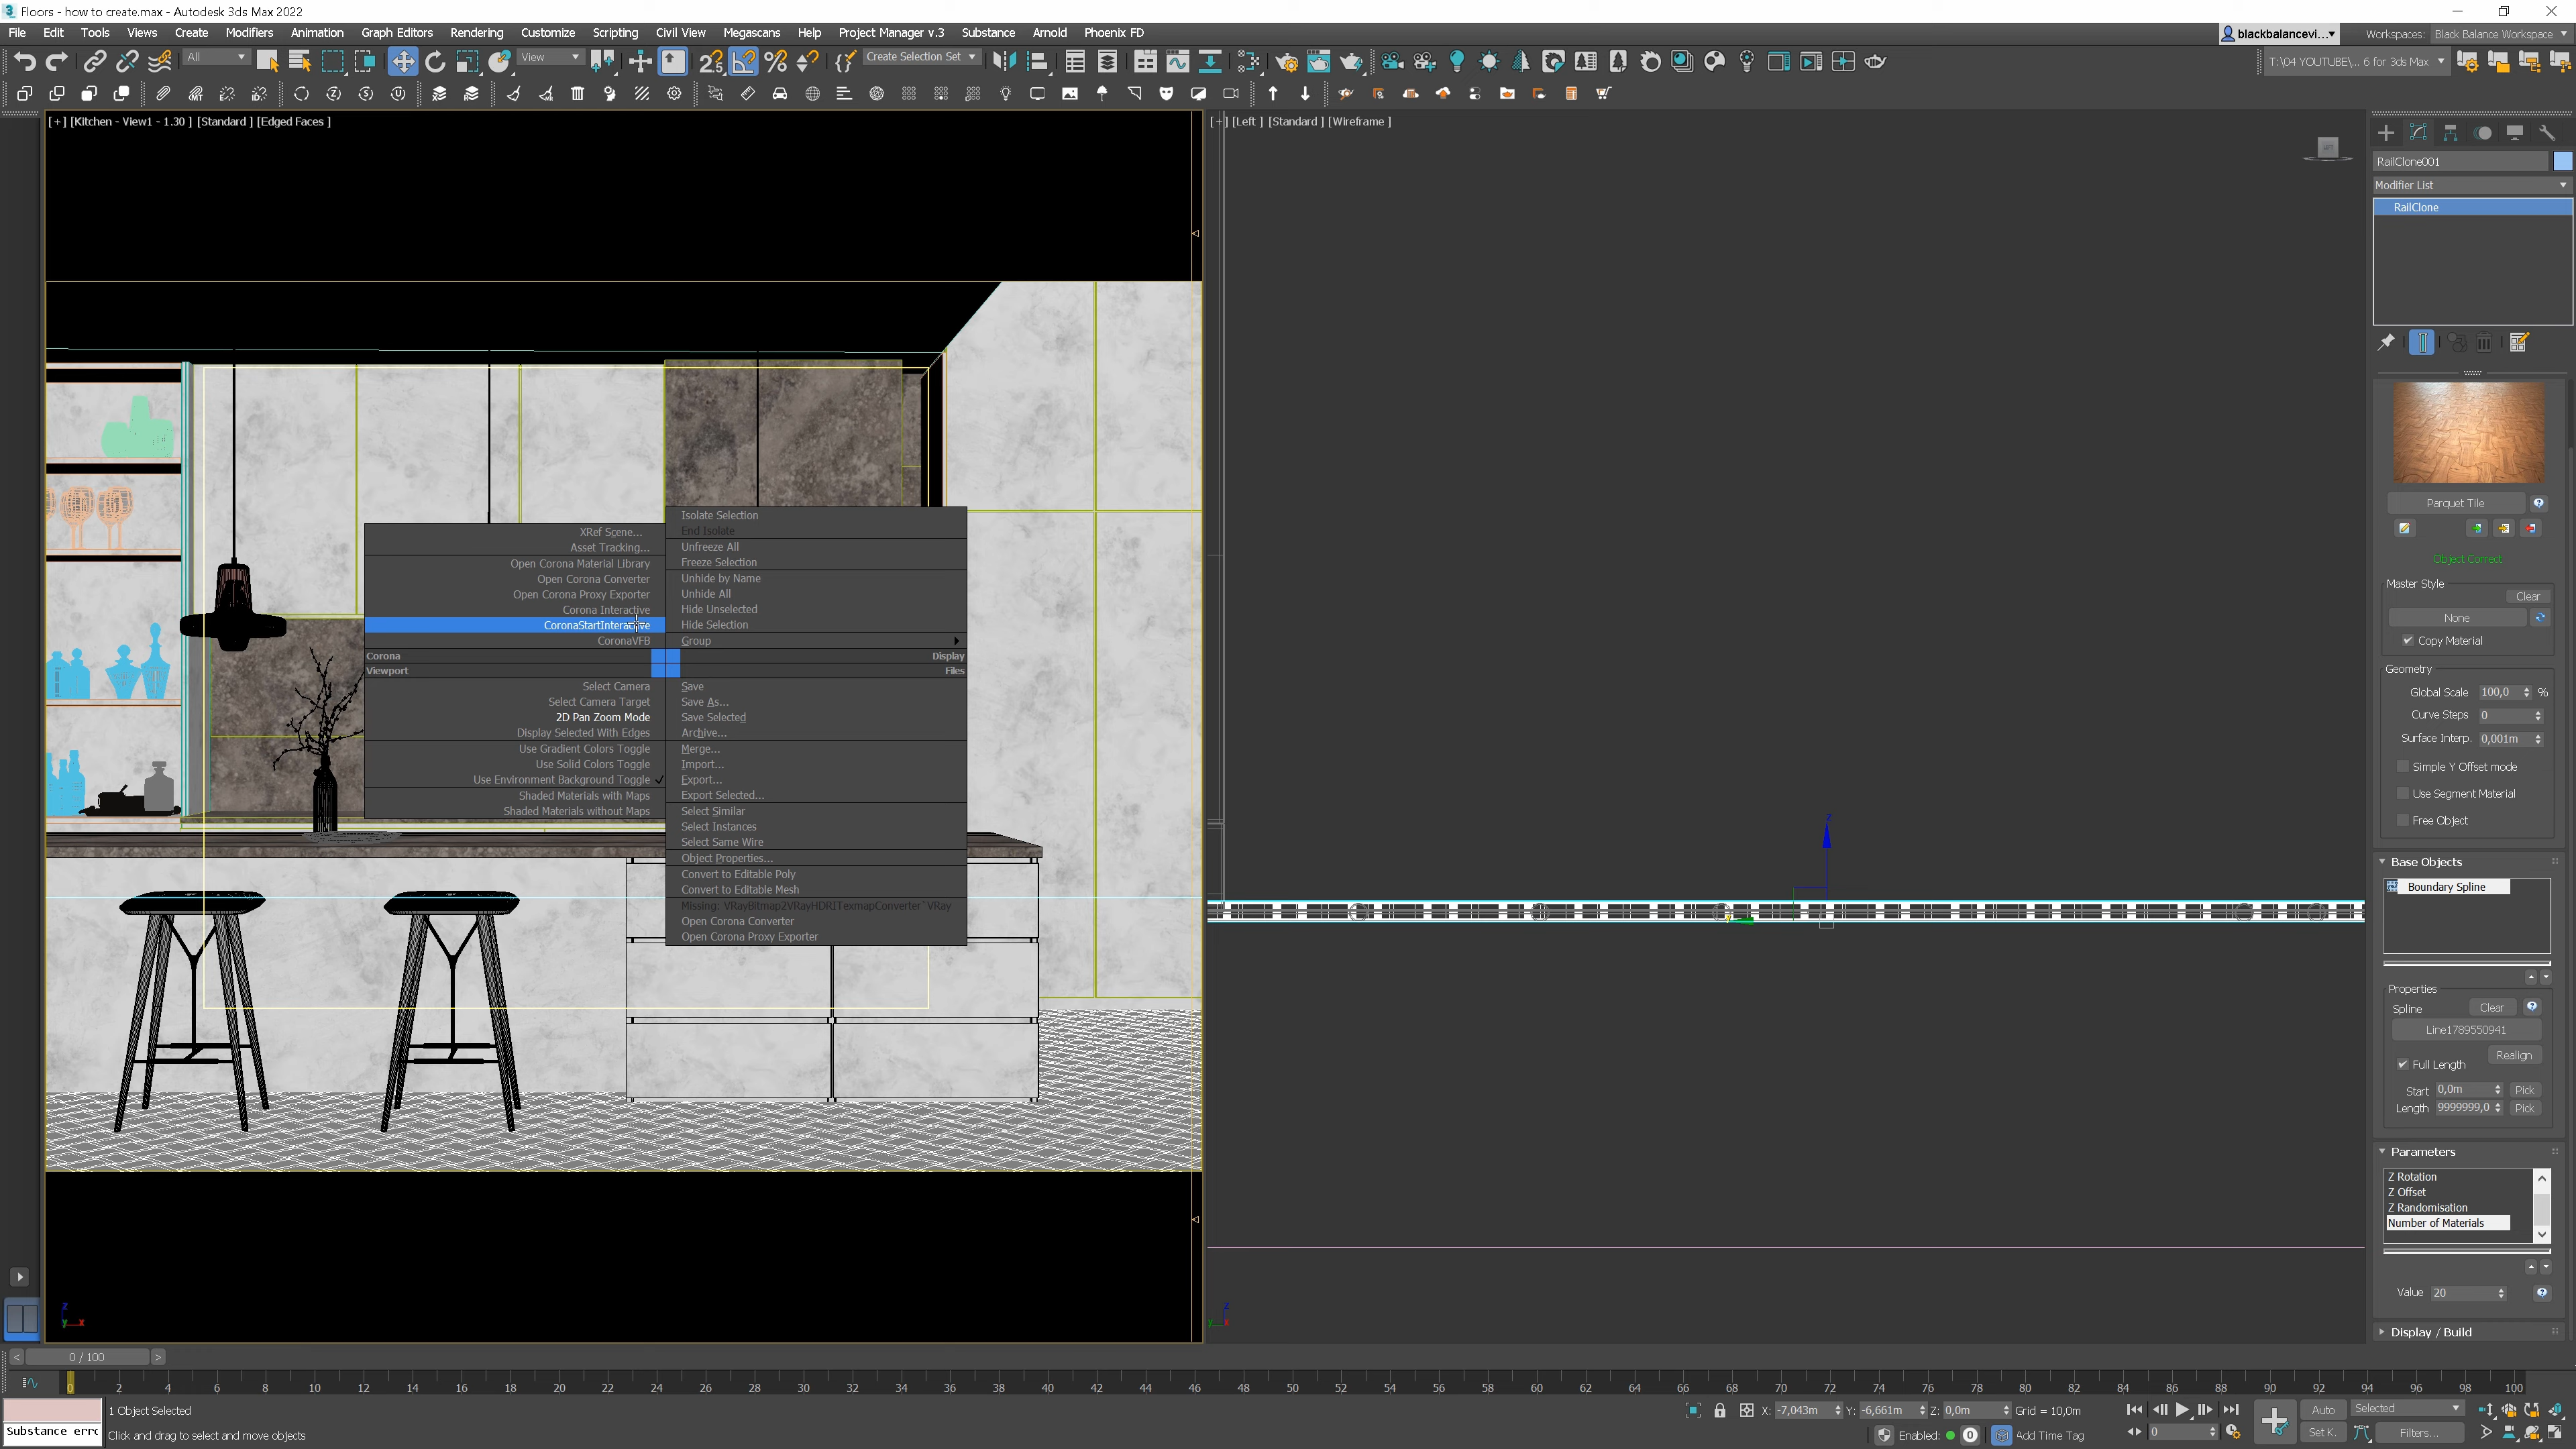 Floors - how to create.max - Autodesk 3ds Max 2022
File Edit Tools Views Create Modifiers Animation Graph Editors Rendering Customize Scripting Civil View Megascans Help Project Manager v.3 Substance Arnold Phoenix FD
blackbalancevi... Workspaces: Black Balance Workspace
All View Create Selection Set T:\04 YOUTUBE\... 6 for 3ds Max
[+] [Kitchen - View1 - 1.30 ] [Standard ] [Edged Faces ]
[+] [Left ] [Standard ] [Wireframe ]
RailClone001
Modifier List
RailClone
Parquet Tile
Object Correct
Master Style
Clear
None
Copy Material
Geometry
Global Scale 100,0 %
Curve Steps 0
Surface Interp. 0,001m
Simple Y Offset mode
Use Segment Material
Free Object
Base Objects
Boundary Spline
Properties
Spline Clear
Line1789550941
Realign
Full Length
Start 0,0m Pick
Length 9999999,0 Pick
Parameters
Z Rotation
Z Offset
Z Randomisation
Number of Materials
Value 20
Display / Build
XRef Scene...
Asset Tracking...
Open Corona Material Library
Open Corona Converter
Open Corona Proxy Exporter
Corona Interactive
CoronaStartInteractive
CoronaVFB
Corona
Viewport
Select Camera
Select Camera Target
2D Pan Zoom Mode
Display Selected With Edges
Use Gradient Colors Toggle
Use Solid Colors Toggle
Use Environment Background Toggle
Shaded Materials with Maps
Shaded Materials without Maps
Isolate Selection
End Isolate
Unfreeze All
Freeze Selection
Unhide by Name
Unhide All
Hide Unselected
Hide Selection
Group
Display
Files
Save
Save As...
Save Selected
Archive...
Merge...
Import...
Export...
Export Selected...
Select Similar
Select Instances
Select Same Wire
Object Properties...
Convert to Editable Poly
Convert to Editable Mesh
Missing: VRayBitmap2VRayHDRITexmapConverter`VRay
Open Corona Converter
Open Corona Proxy Exporter
z
y
z
y x
z
y x
< 0 / 100 >
0 2 4 6 8 10 12 14 16 18 20 22 24 26 28 30 32 34 36 38 40 42 44 46 48 50 52 54 56 58 60 62 64 66 68 70 72 74 76 78 80 82 84 86 88 90 92 94 96 98 100
1 Object Selected
Substance erro
Click and drag to select and move objects
X: -7,043m Y: -6,661m Z: 0,0m Grid = 10,0m
Enabled: 0 Add Time Tag
0
Auto Selected
Set K. Filters...